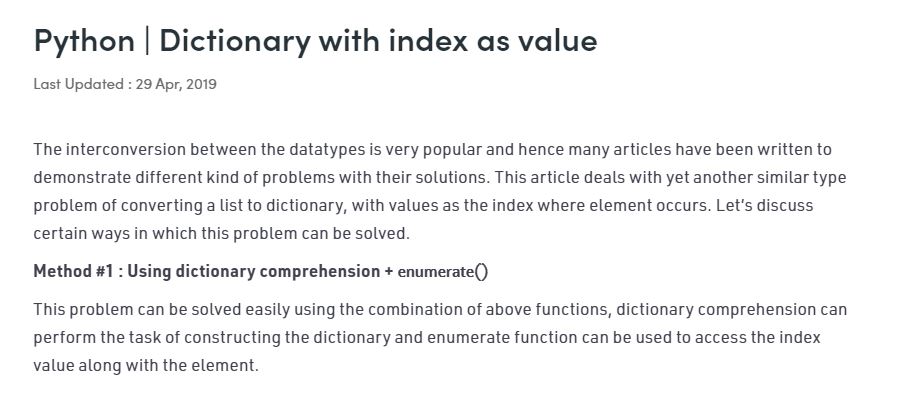 Python | Dictionary with index as value
Last Updated : 29 Apr, 2019
The interconversion between the datatypes is very popular and hence many articles have been written to
demonstrate different kind of problems with their solutions. This article deals with yet another similar type
problem of converting a list to dictionary, with values as the index where element occurs. Let’s discuss
certain ways in which this problem can be solved.
Method #1 : Using dictionary comprehension + enumerate()
This problem can be solved easily using the combination of above functions, dictionary comprehension can
perform the task of constructing the dictionary and enumerate function can be used to access the index
value along with the element.